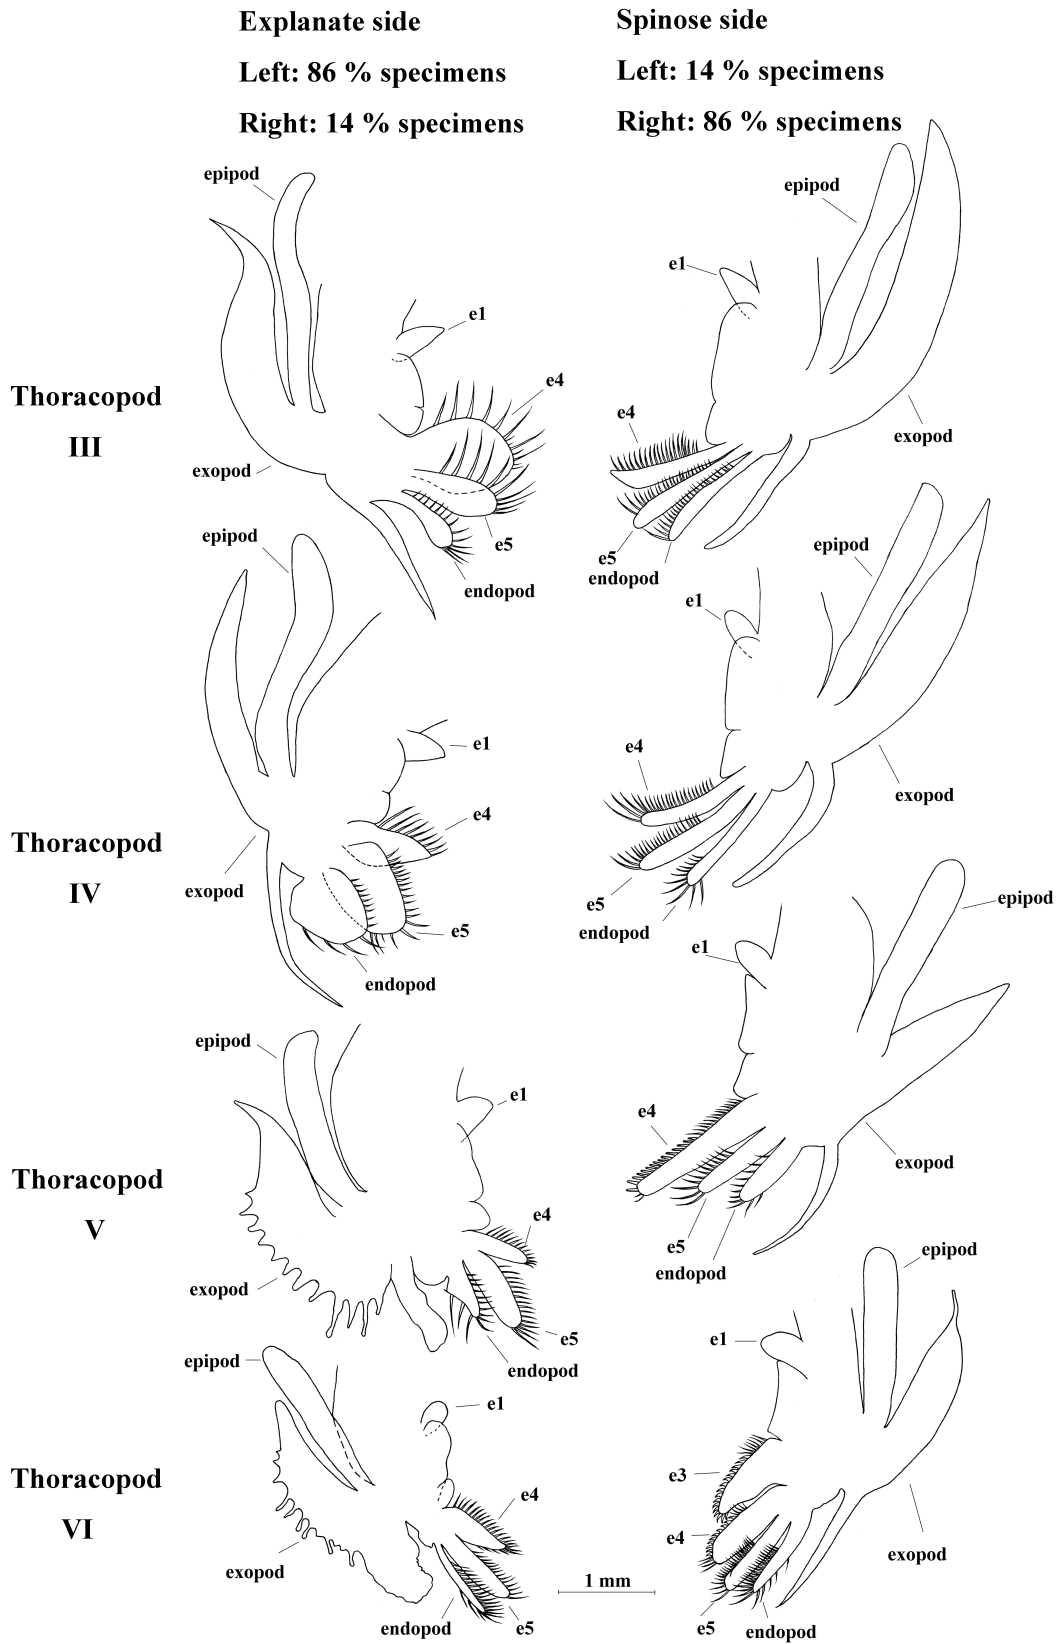 Explanate side
Left: 86 % specimens
Right: 14 % specimens
Spinose side
Left: 14 % specimens
Right: 86 % specimens
Thoracopod
III
epipod
e1
e4
exopod
e5
endopod
epipod
e1
e4
exopod
e5
endopod
Thoracopod
IV
epipod
e1
e4
exopod
e5
endopod
epipod
e1
e4
exopod
e5
endopod
Thoracopod
V
epipod
e1
e4
exopod
e5
endopod
epipod
e1
e4
exopod
e5
endopod
Thoracopod
VI
epipod
e1
e4
exopod
endopod
e5
epipod
e1
e3
e4
exopod
e5
endopod
1 mm